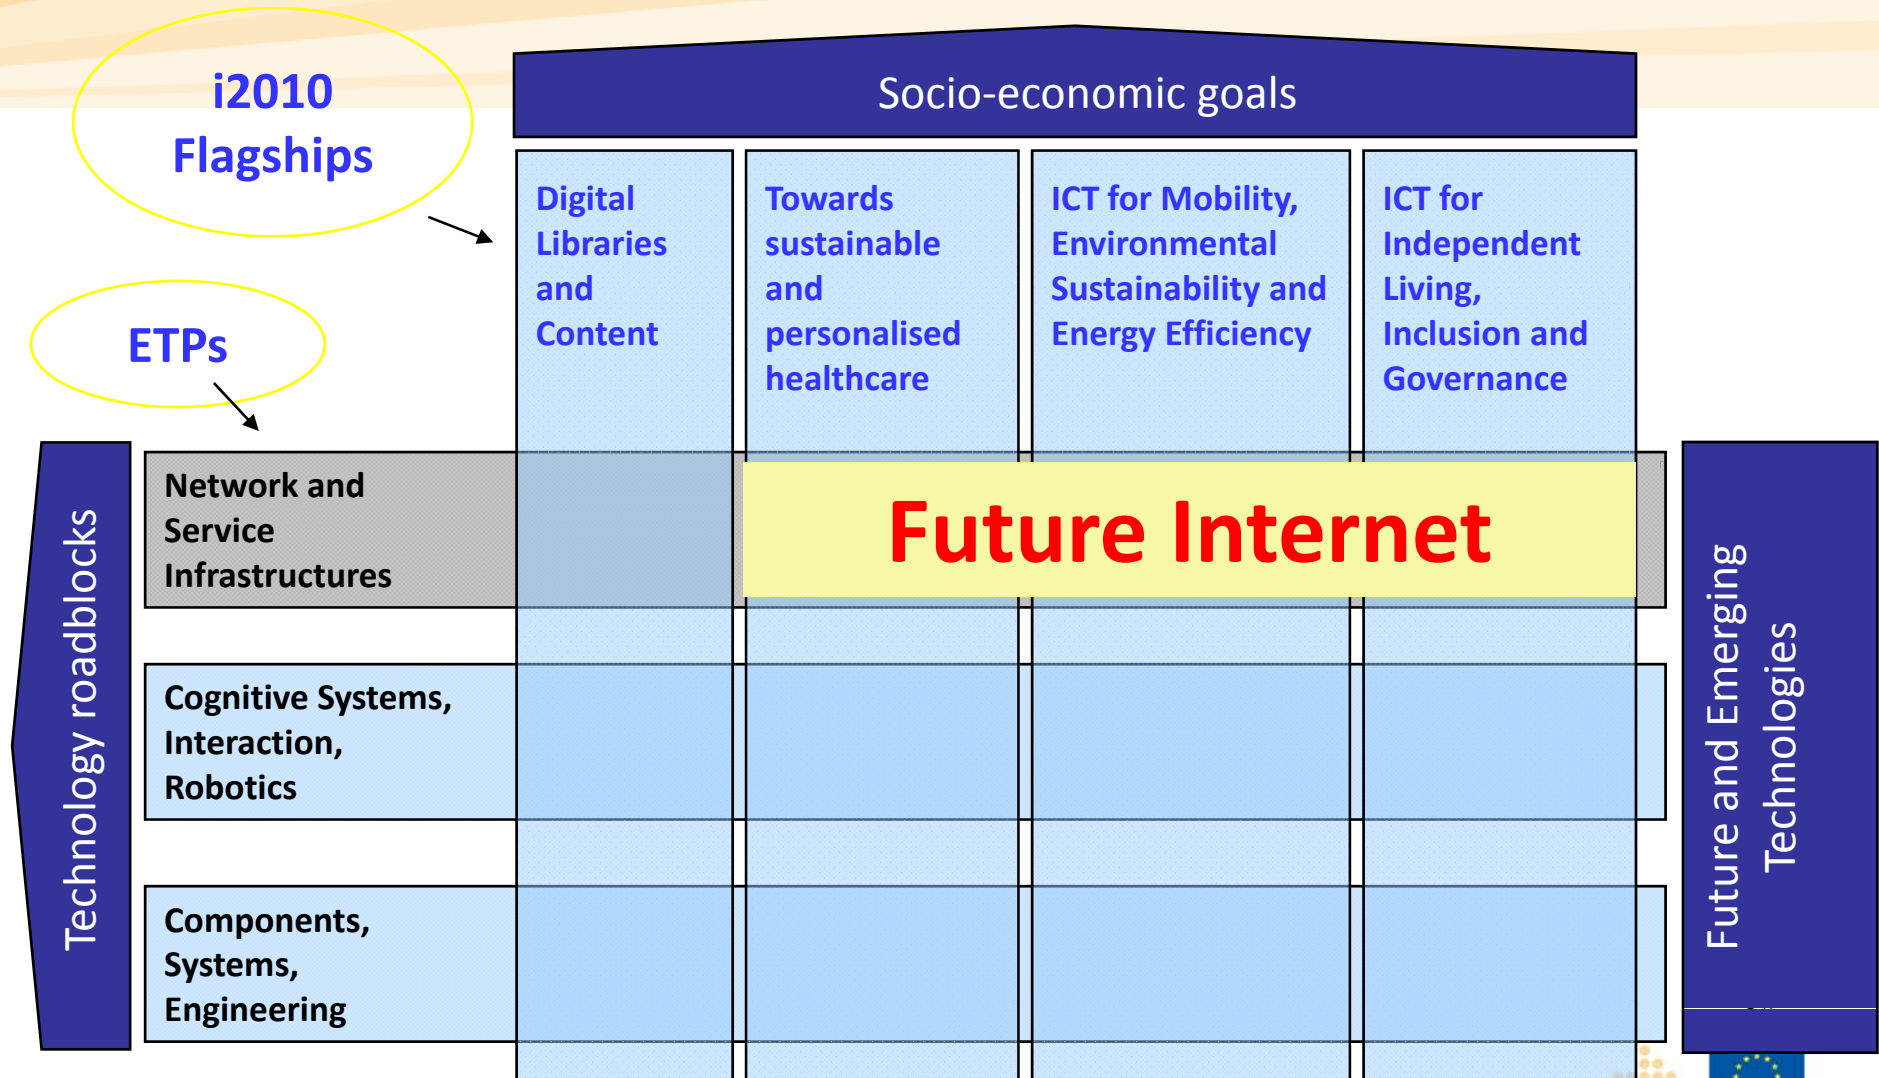 i2010
Flagships
Socio-economic goals
Digital
Libraries
and
Content
Towards
sustainable
and
personalised
healthcare
ICT for Mobility,
Environmental
Sustainability and
Energy Efficiency
ICT for
Independent
Living,
Inclusion and
Governance
ETPs
Technology roadblocks
Network and
Service
Infrastructures
Future Internet
Cognitive Systems,
Interaction,
Robotics
Components,
Systems,
Engineering
Future and Emerging
Technologies